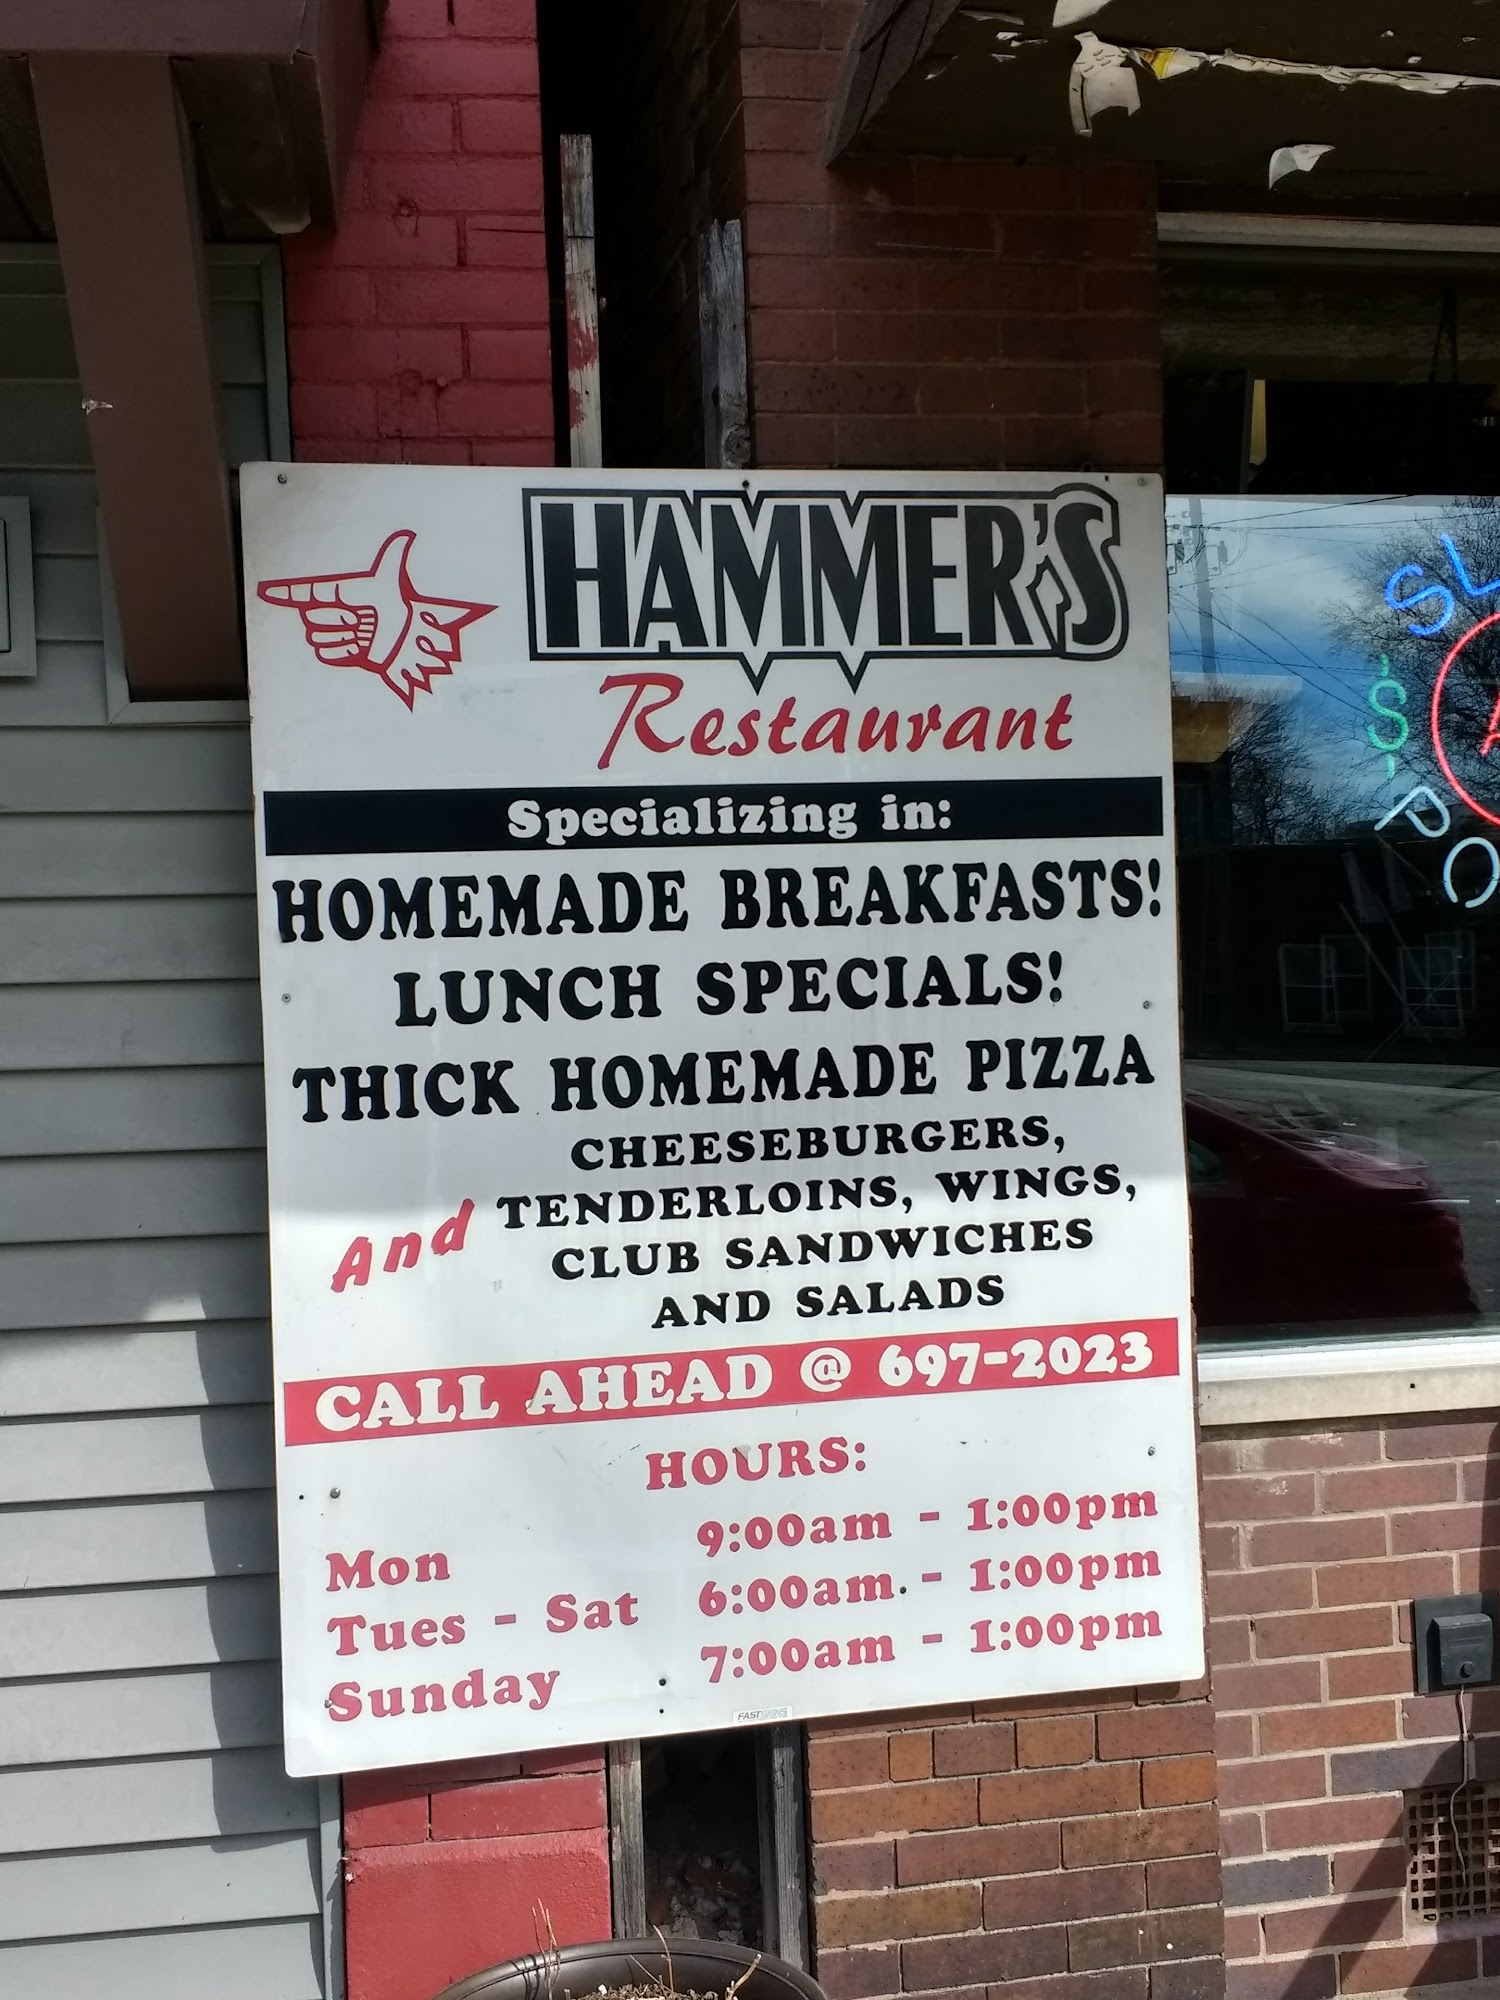 HAMMER'S
Restaurant
Specializing in:
HOMEMADE BREAKFASTS!
LUNCH SPECIALS!
THICK HOMEMADE PIZZA
And
CHEESEBURGERS,
TENDERLOINS, WINGS,
CLUB SANDWICHES
AND SALADS
CALL AHEAD @ 697-2023
HOURS:
Mon 9:00am - 1:00pm
Tues - Sat 6:00am - 1:00pm
Sunday 7:00am - 1:00pm
FASTSIGNS